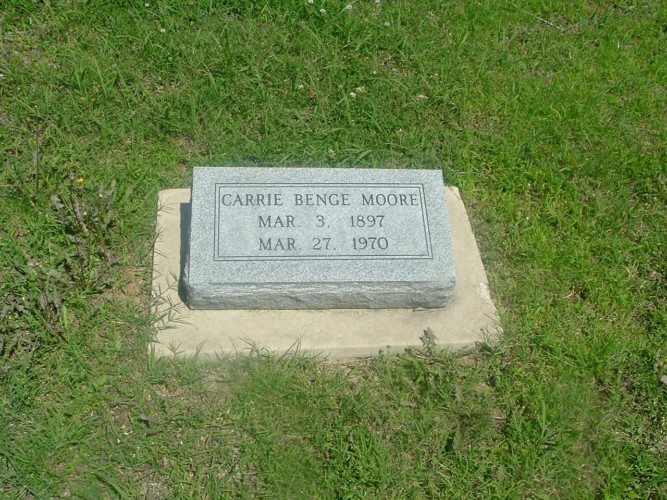 CARRIE BENGE MOORE
MAR. 3, 1897
MAR. 27, 1970